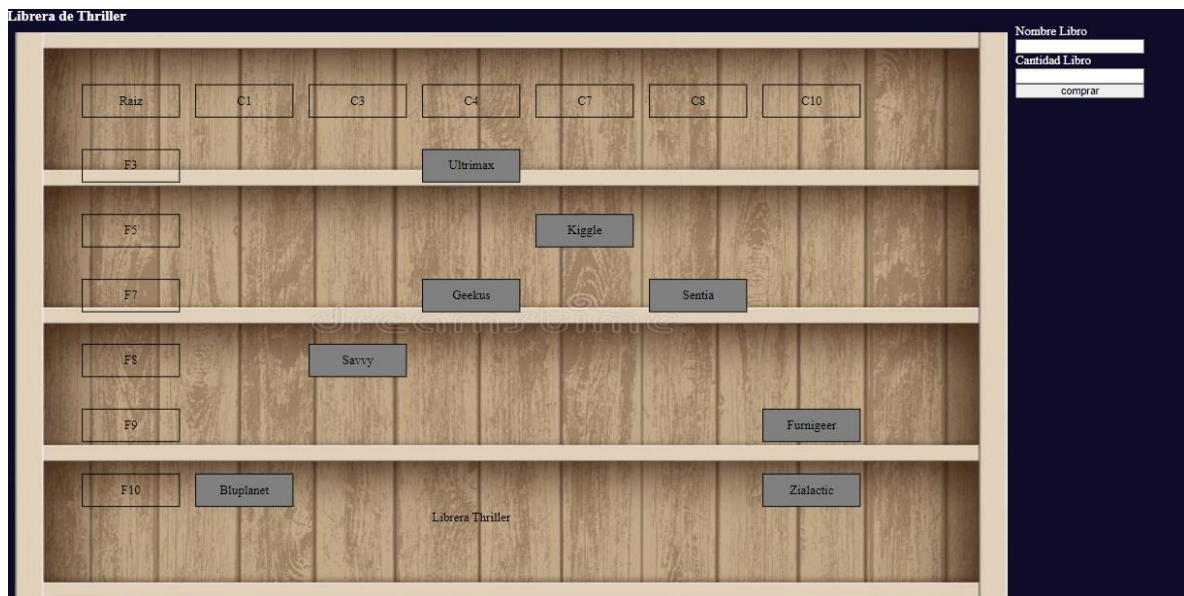 Librera de Thriller
Nombre Libro
Cantidad Libro
comprar
Raiz C1 C3 C4 C7 C8 C10
F3 Ultrimax
F5 Kiggle
F7 Geekus Sentia
dreamstime
F8 Savvy
F9 Furnigeer
F10 Bluplanet Zialactic
Librera Thriller